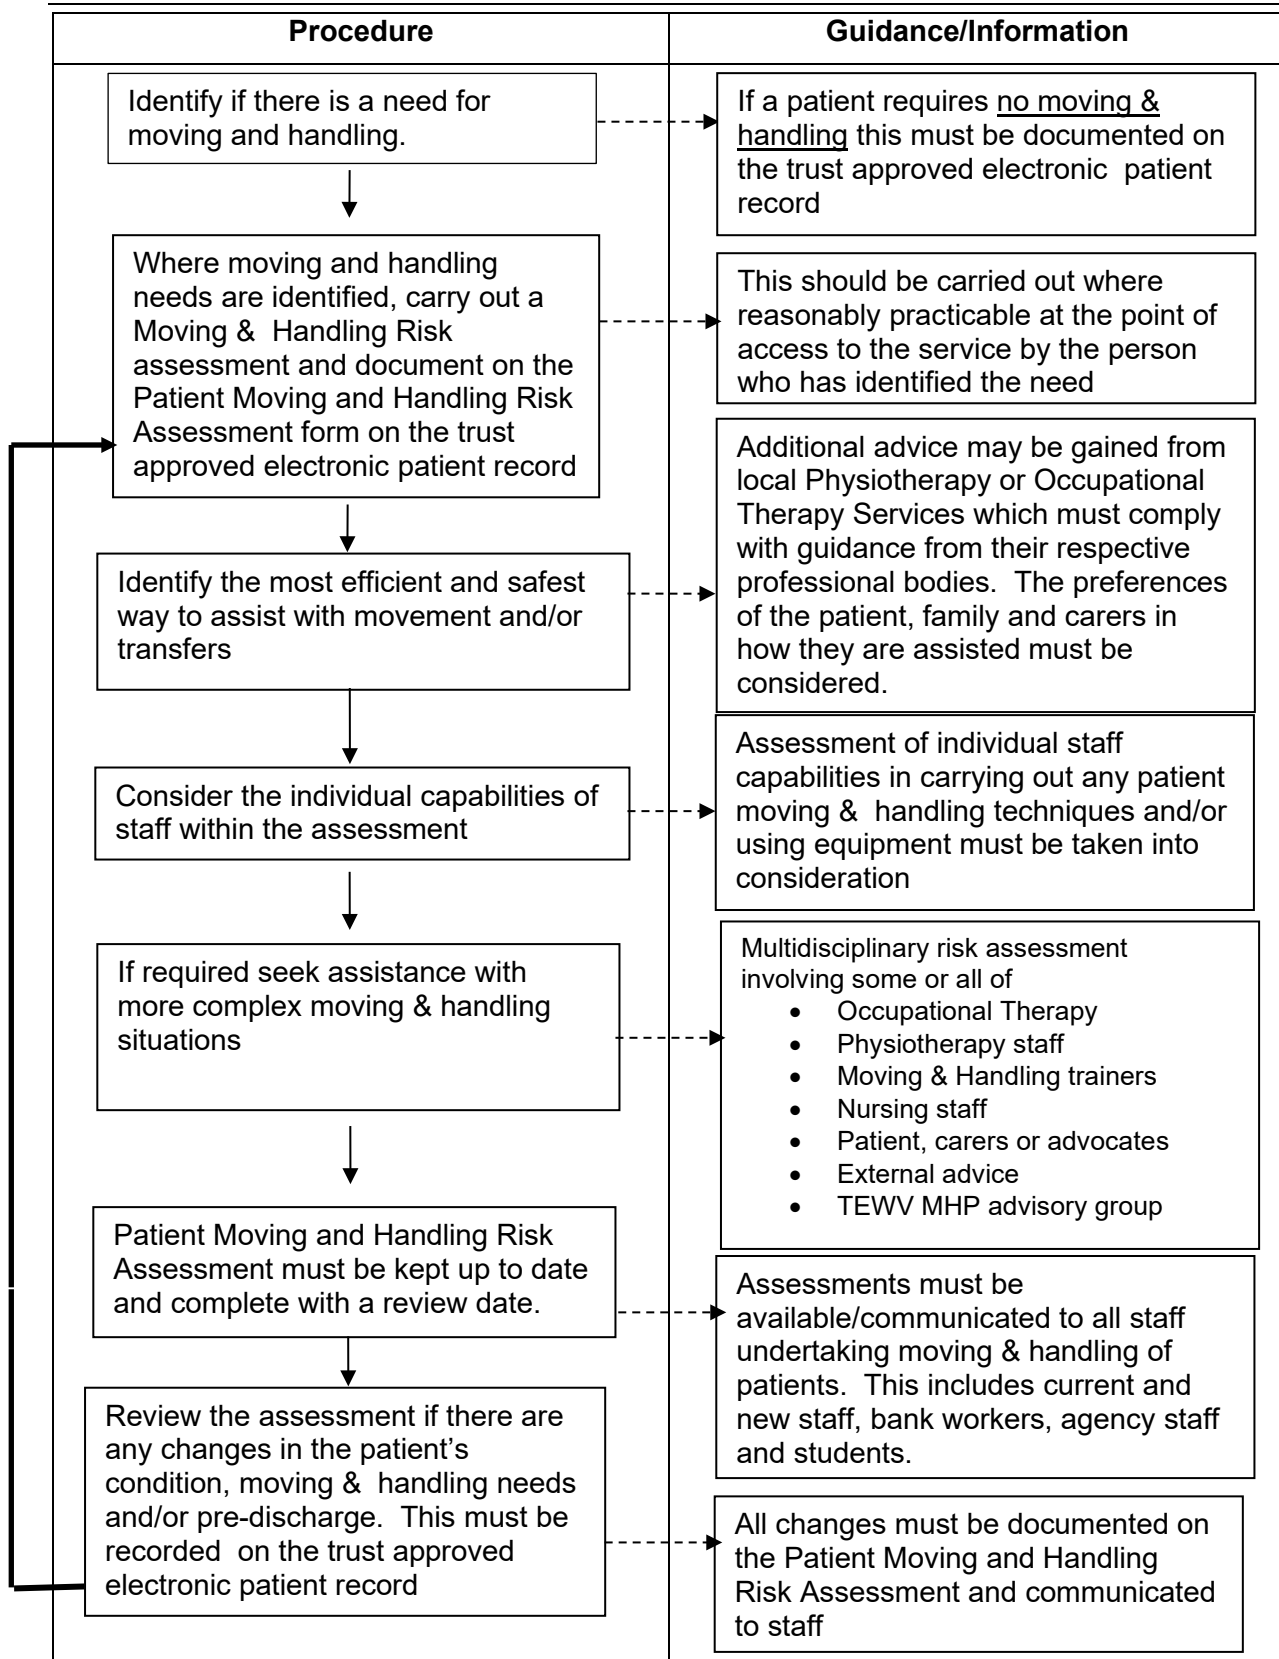 Procedure
Guidance/Information
Identify if there is a need for
moving and handling.
If a patient requires no moving &
handling this must be documented on
the trust approved electronic  patient
record
Where moving and handling
needs are identified, carry out a
Moving &  Handling Risk
assessment and document on the
Patient Moving and Handling Risk
Assessment form on the trust
approved electronic patient record
This should be carried out where
reasonably practicable at the point of
access to the service by the person
who has identified the need
Identify the most efficient and safest
way to assist with movement and/or
transfers
Additional advice may be gained from
local Physiotherapy or Occupational
Therapy Services which must comply
with guidance from their respective
professional bodies.  The preferences
of the patient, family and carers in
how they are assisted must be
considered.
Consider the individual capabilities of
staff within the assessment
Assessment of individual staff
capabilities in carrying out any patient
moving &  handling techniques and/or
using equipment must be taken into
consideration
If required seek assistance with
more complex moving & handling
situations
Multidisciplinary risk assessment
involving some or all of
• Occupational Therapy
• Physiotherapy staff
• Moving & Handling trainers
• Nursing staff
• Patient, carers or advocates
• External advice
• TEWV MHP advisory group
Patient Moving and Handling Risk
Assessment must be kept up to date
and complete with a review date.
Assessments must be
available/communicated to all staff
undertaking moving & handling of
patients.  This includes current and
new staff, bank workers, agency staff
and students.
Review the assessment if there are
any changes in the patient’s
condition, moving &  handling needs
and/or pre-discharge.  This must be
recorded  on the trust approved
electronic patient record
All changes must be documented on
the Patient Moving and Handling
Risk Assessment and communicated
to staff